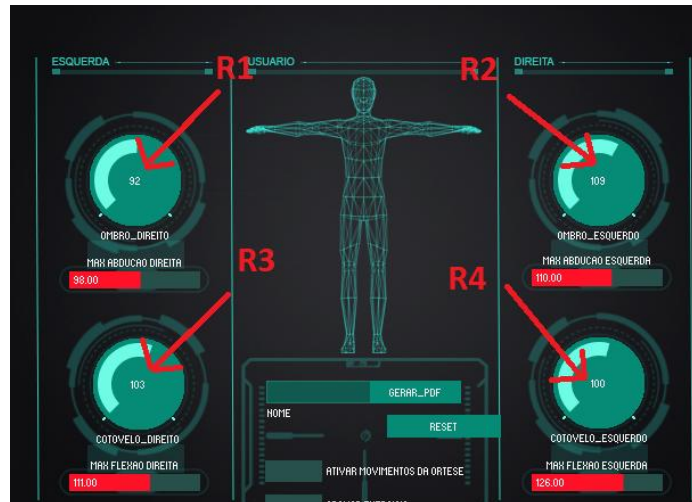 ESQUERDA
USUARIO
DIREITA
R1
R2
92
109
OMBRO_DIREITO
OMBRO_ESQUERDO
MAX ABDUCAO DIREITA
MAX ABDUCAO ESQUERDA
98.00
110.00
R3
R4
103
100
COTOVELO_DIREITO
COTOVELO_ESQUERDO
MAX FLEXAO DIREITA
MAX FLEXAO ESQUERDA
111.00
126.00
GERAR_PDF
NOME
RESET
ATIVAR MOVIMENTOS DA ORTESE